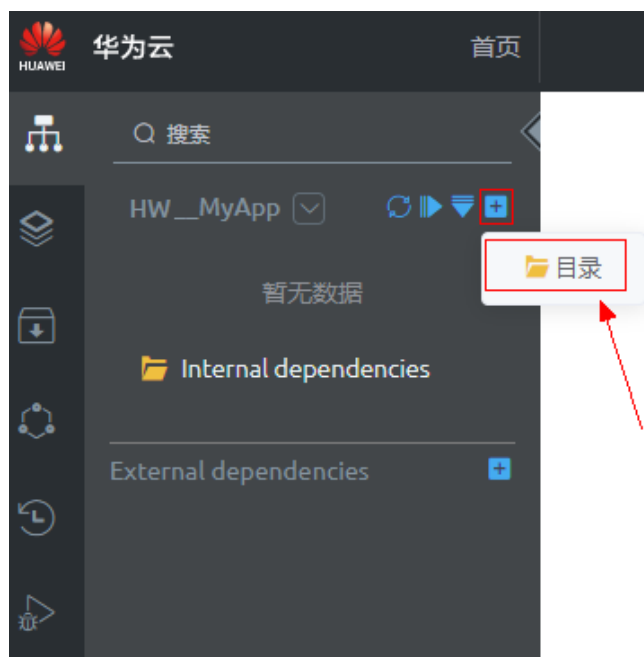 HUAWEI
华为云
首页
搜索
HW__MyApp
目录
暂无数据
Internal dependencies
External dependencies